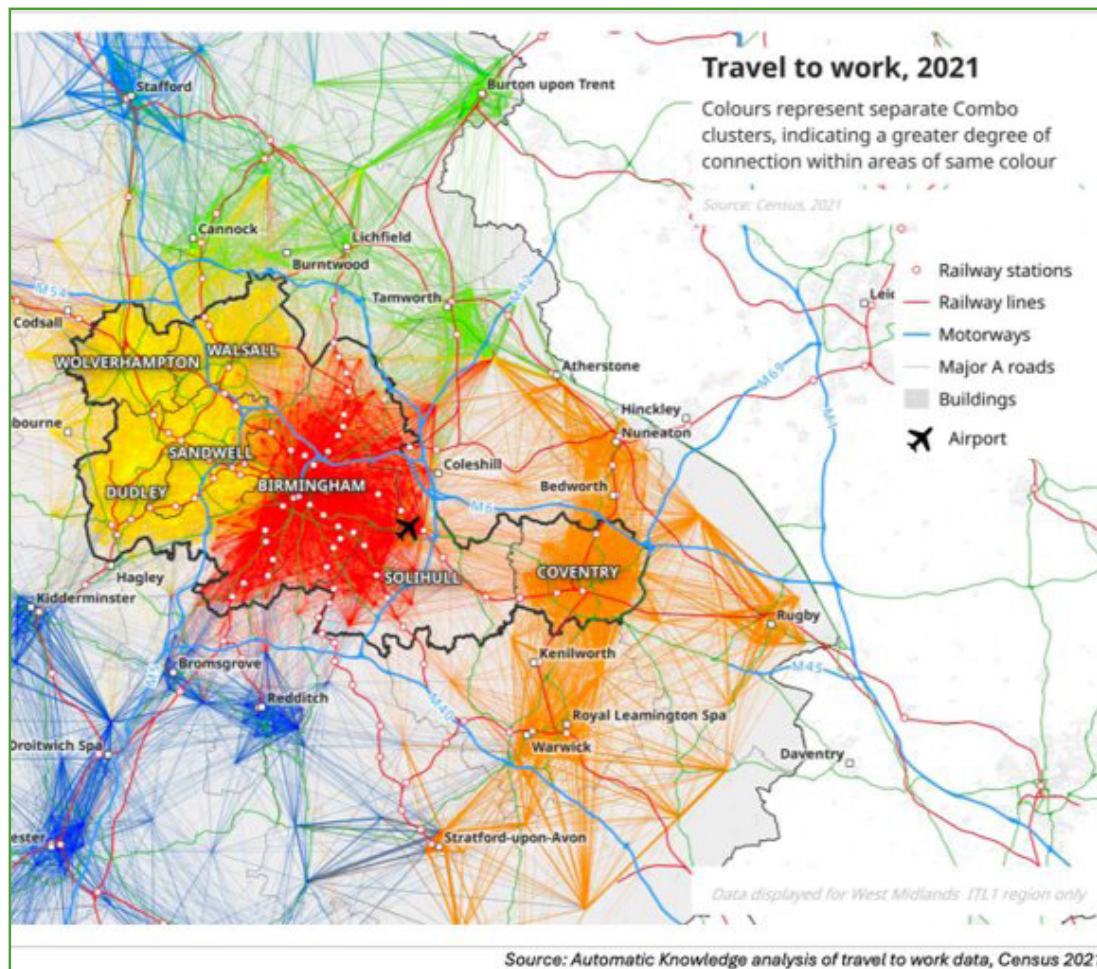 Travel to work, 2021
Colours represent separate Combo
clusters, indicating a greater degree of
connection within areas of same colour
Source: Census, 2021
Railway stations
Railway lines
Motorways
Major A roads
Buildings
Airport
Stafford
Burton upon Trent
Cannock
Lichfield
Burntwood
M54
Tamworth
M42
Codsall
Leic
WOLVERHAMPTON
WALSALL
Atherstone
M69
M1
Hinckley
Nuneaton
bourne
SANDWELL
Coleshill
DUDLEY
BIRMINGHAM
Bedworth
M6
Hagley
SOLIHULL
COVENTRY
Kidderminster
Rugby
Bromsgrove
Kenilworth
M45
M5
Redditch
M40
Royal Leamington Spa
Droitwich Spa
Warwick
Daventry
ester
Stratford-upon-Avon
Data displayed for West Midlands ITL1 region only
Source: Automatic Knowledge analysis of travel to work data, Census 2021